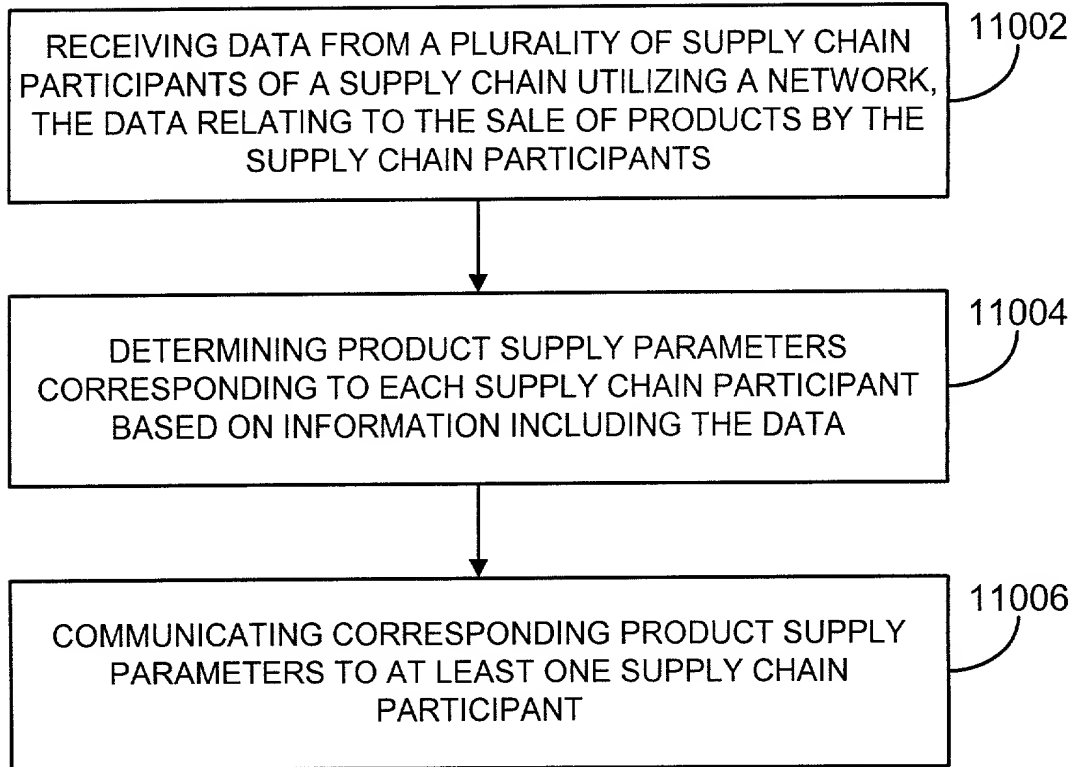 RECEIVING DATA FROM A PLURALITY OF SUPPLY CHAIN
PARTICIPANTS OF A SUPPLY CHAIN UTILIZING A NETWORK,
THE DATA RELATING TO THE SALE OF PRODUCTS BY THE
SUPPLY CHAIN PARTICIPANTS
11002
DETERMINING PRODUCT SUPPLY PARAMETERS
CORRESPONDING TO EACH SUPPLY CHAIN PARTICIPANT
BASED ON INFORMATION INCLUDING THE DATA
11004
COMMUNICATING CORRESPONDING PRODUCT SUPPLY
PARAMETERS TO AT LEAST ONE SUPPLY CHAIN
PARTICIPANT
11006